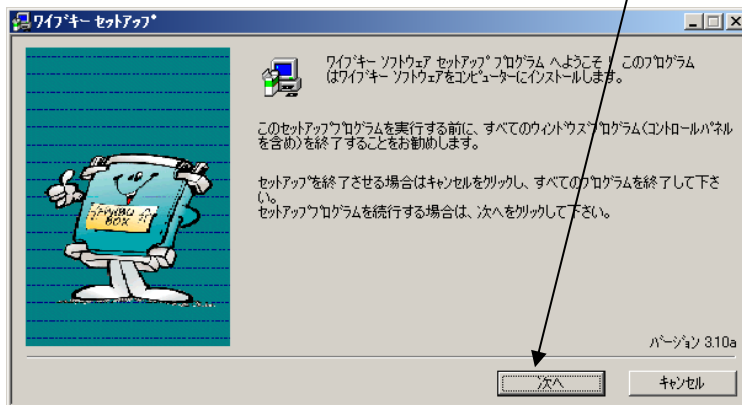 ワイブキー セットアップ
ワイブキー ソフトウェア セットアップ プログラム へようこそ！ このプログラム
はワイブキー ソフトウェアをコンピューターにインストールします。
このセットアッププログラムを実行する前に、すべてのウィンドウズプログラム(コントロールパネル
を含め)を終了することをお勧めします。
セットアップを終了させる場合はキャンセルをクリックし、すべてのプログラムを終了して下さ
い。
セットアッププログラムを続行する場合は、次へをクリックして下さい。
BOX
バージョン 3.10a
次へ
キャンセル